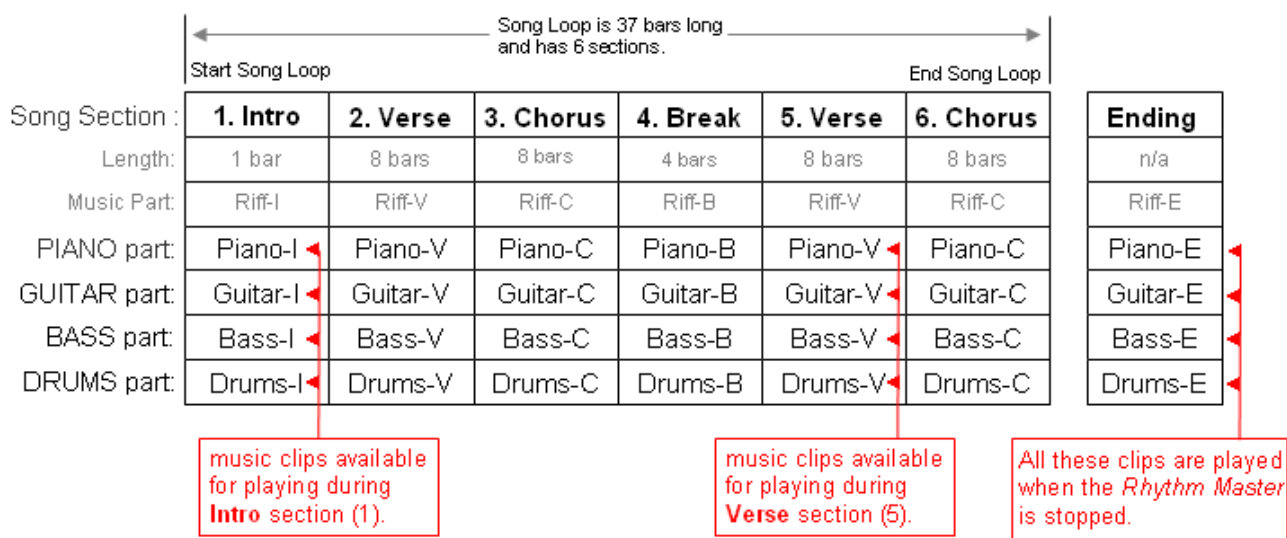 Song Loop is 37 bars long
and has 6 sections.
Start Song Loop End Song Loop
Song Section : 1. Intro 2. Verse 3. Chorus 4. Break 5. Verse 6. Chorus Ending
Length: 1 bar 8 bars 8 bars 4 bars 8 bars 8 bars n/a
Music Part: Riff-I Riff-V Riff-C Riff-B Riff-V Riff-C Riff-E
PIANO part: Piano-I Piano-V Piano-C Piano-B Piano-V Piano-C Piano-E
GUITAR part: Guitar-I Guitar-V Guitar-C Guitar-B Guitar-V Guitar-C Guitar-E
BASS part: Bass-I Bass-V Bass-C Bass-B Bass-V Bass-C Bass-E
DRUMS part: Drums-I Drums-V Drums-C Drums-B Drums-V Drums-C Drums-E
music clips available
for playing during
Intro section (1).
music clips available
for playing during
Verse section (5).
All these clips are played
when the Rhythm Master
is stopped.